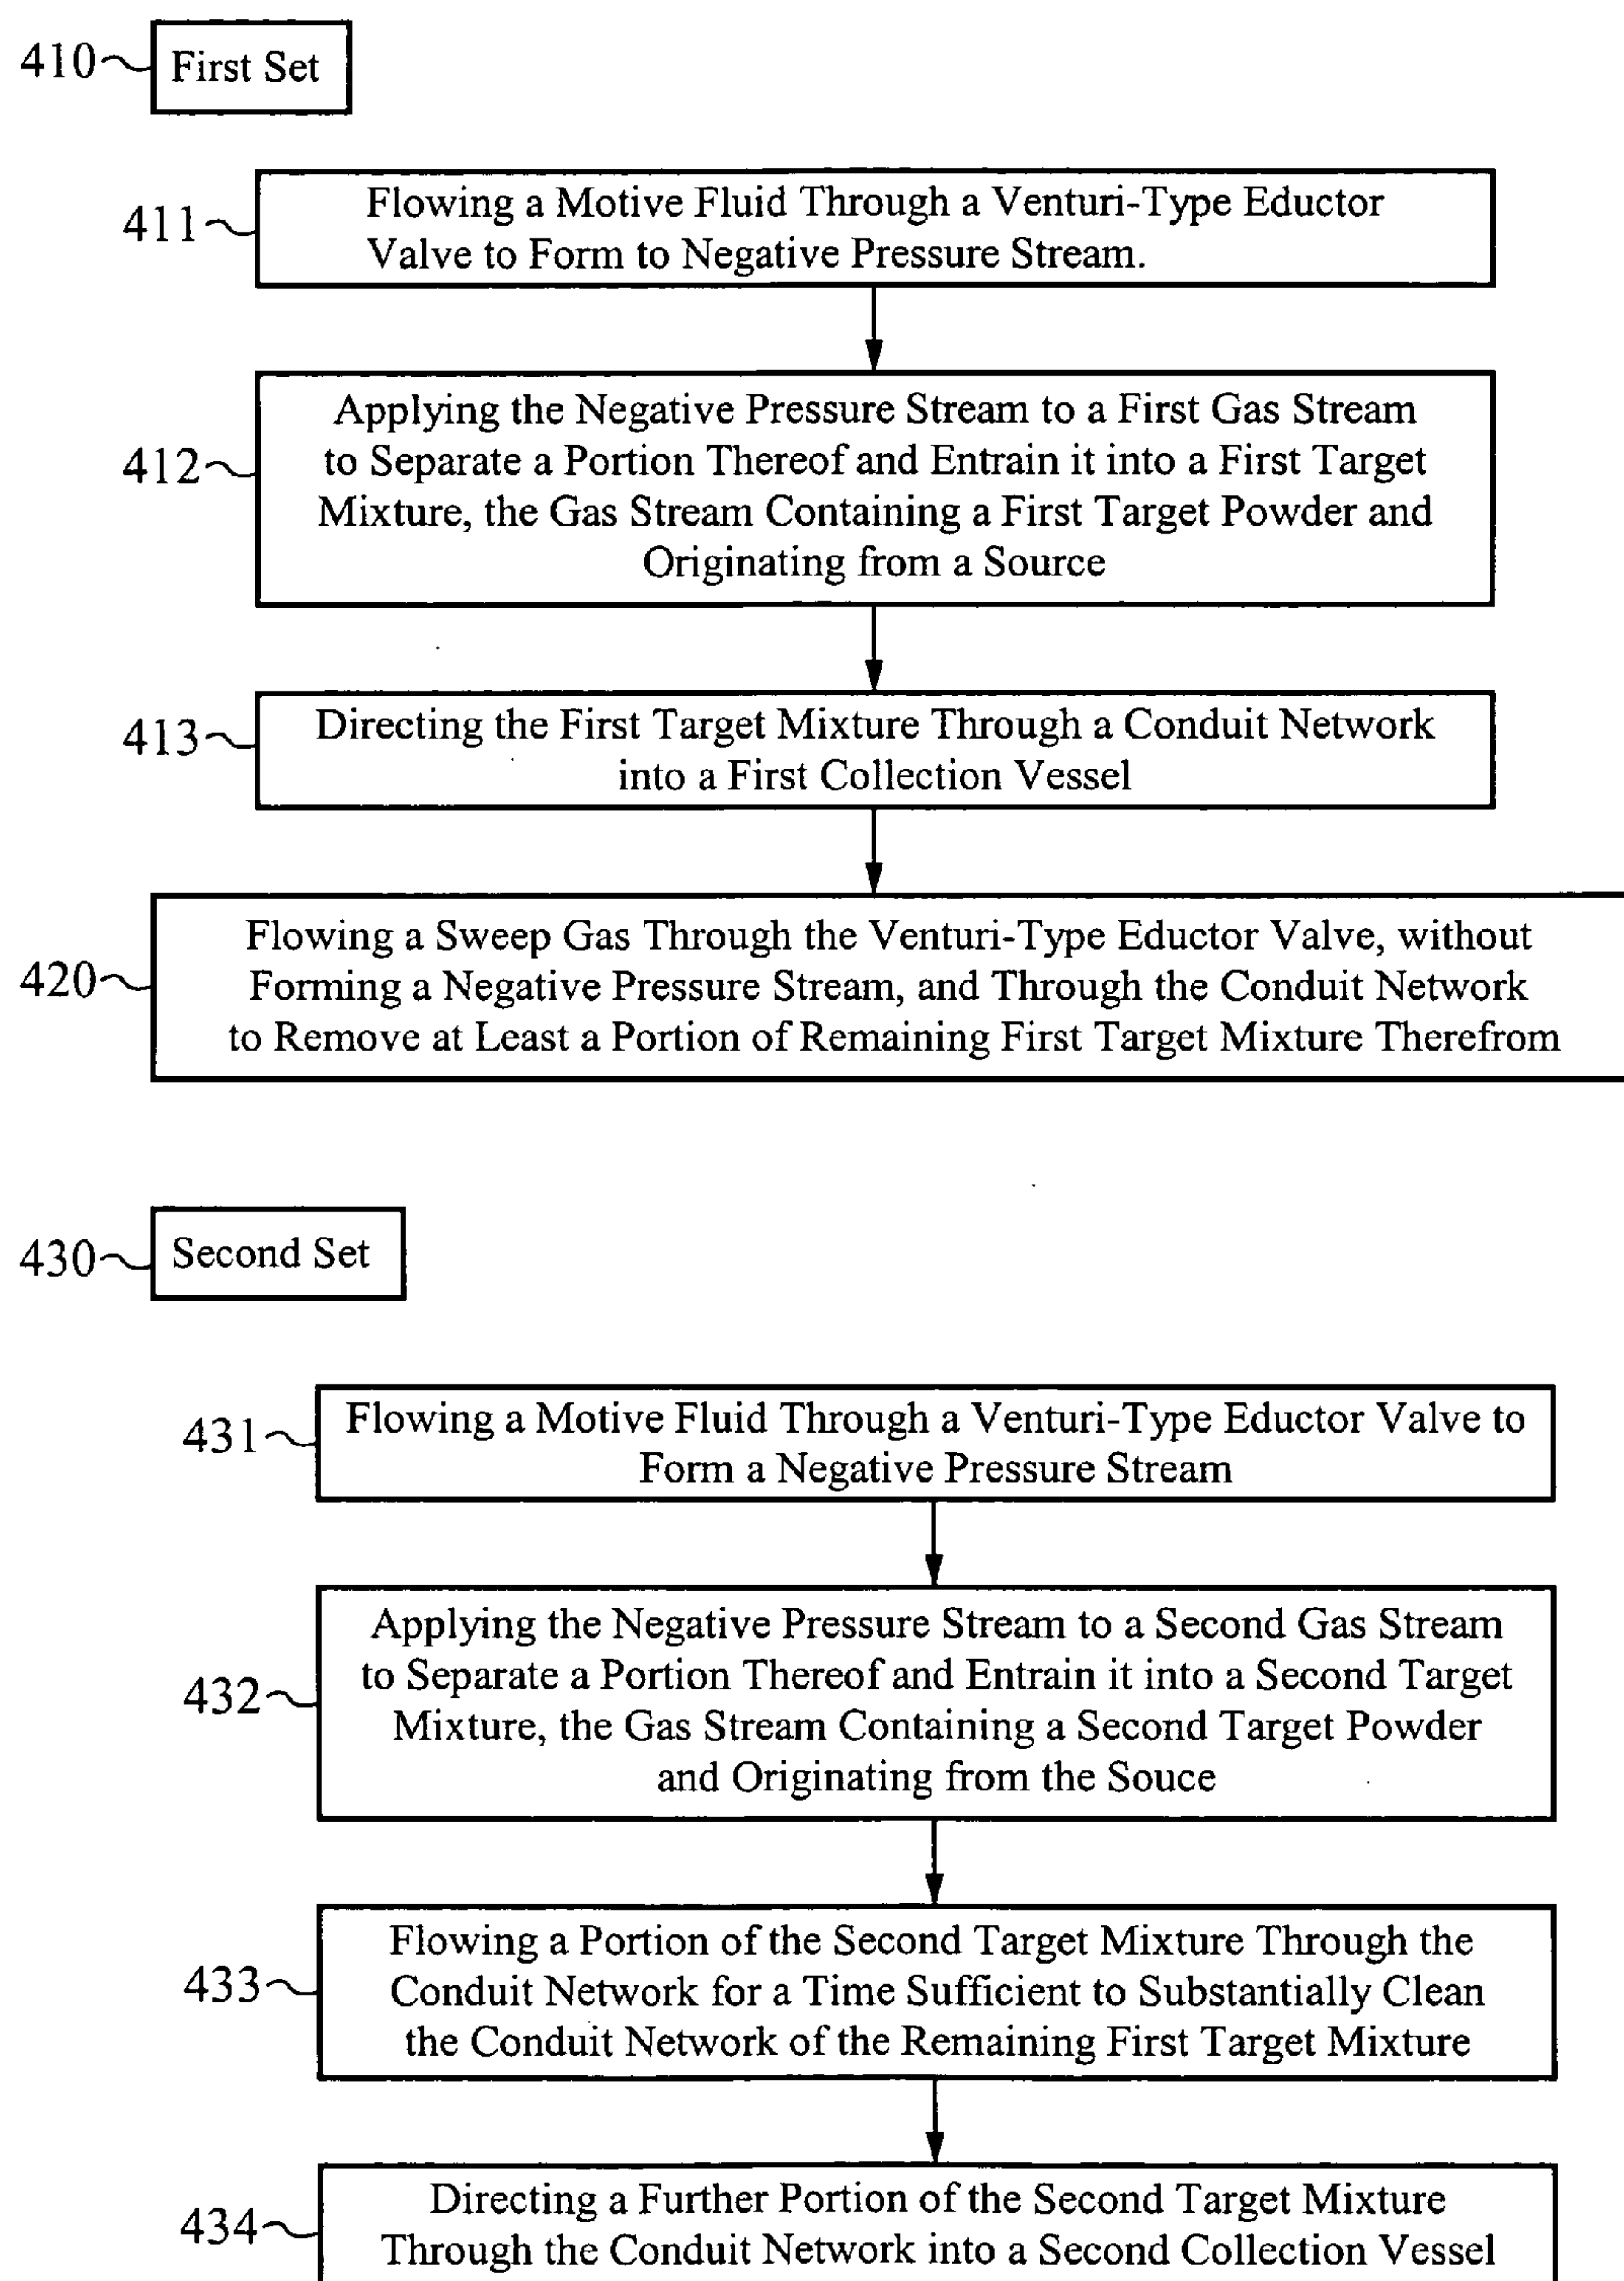 410
First Set
411
Flowing a Motive Fluid Through a Venturi-Type Eductor
Valve to Form to Negative Pressure Stream.
412
Applying the Negative Pressure Stream to a First Gas Stream
to Separate a Portion Thereof and Entrain it into a First Target
Mixture, the Gas Stream Containing a First Target Powder and
Originating from a Source
413
Directing the First Target Mixture Through a Conduit Network
into a First Collection Vessel
420
Flowing a Sweep Gas Through the Venturi-Type Eductor Valve, without
Forming a Negative Pressure Stream, and Through the Conduit Network
to Remove at Least a Portion of Remaining First Target Mixture Therefrom
430
Second Set
431
Flowing a Motive Fluid Through a Venturi-Type Eductor Valve to
Form a Negative Pressure Stream
432
Applying the Negative Pressure Stream to a Second Gas Stream
to Separate a Portion Thereof and Entrain it into a Second Target
Mixture, the Gas Stream Containing a Second Target Powder
and Originating from the Souce
433
Flowing a Portion of the Second Target Mixture Through the
Conduit Network for a Time Sufficient to Substantially Clean
the Conduit Network of the Remaining First Target Mixture
434
Directing a Further Portion of the Second Target Mixture
Through the Conduit Network into a Second Collection Vessel